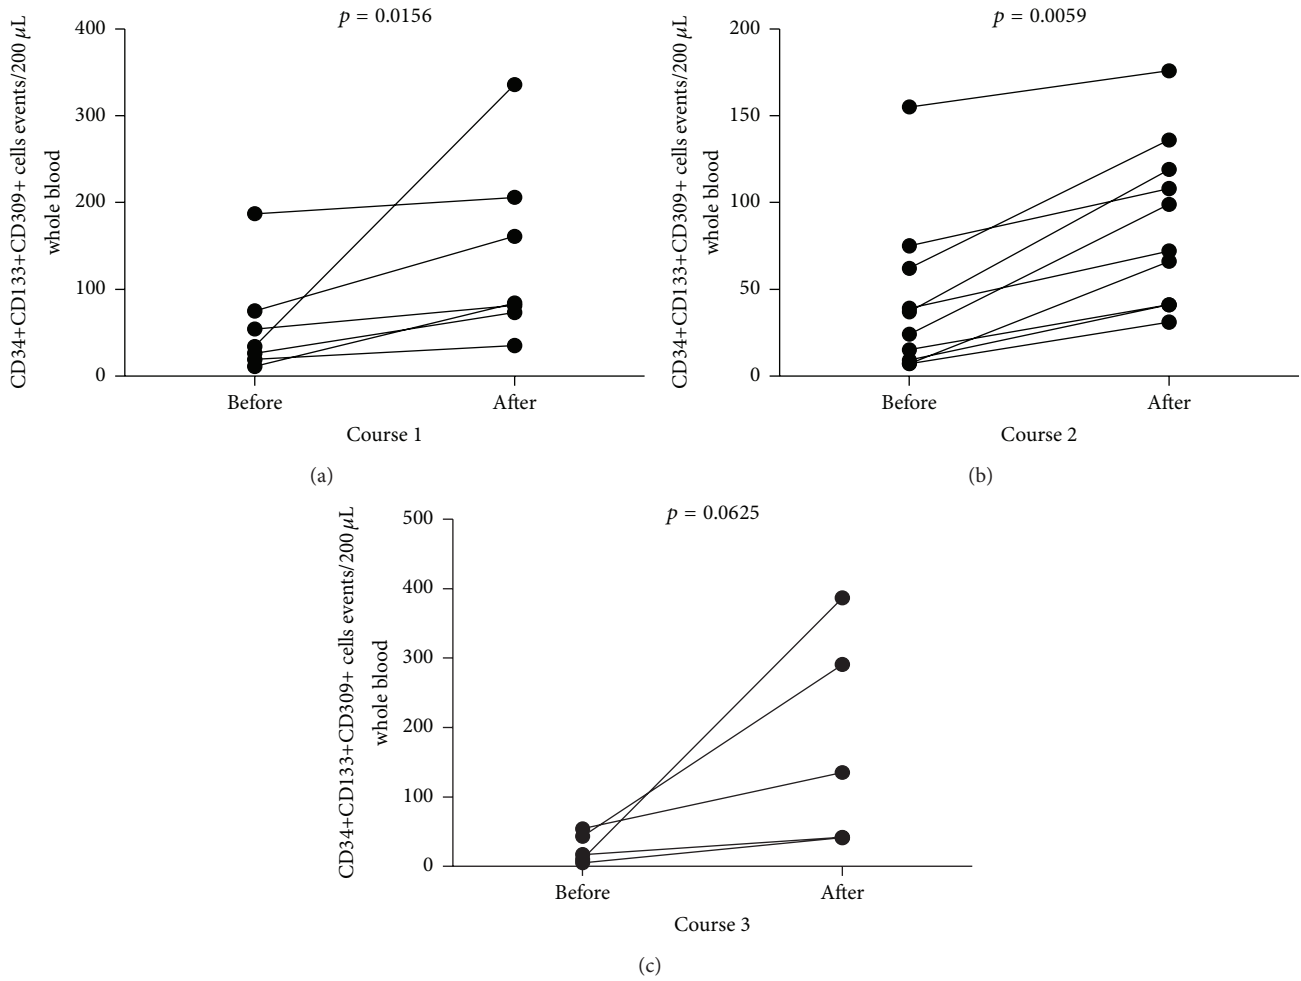 p = 0.0156
CD34+CD133+CD309+ cells events/200 μL
whole blood
400
300
200
100
0
Before
After
Course 1
(a)
p = 0.0059
CD34+CD133+CD309+ cells events/200 μL
whole blood
200
150
100
50
0
Before
After
Course 2
(b)
p = 0.0625
CD34+CD133+CD309+ cells events/200 μL
whole blood
500
400
300
200
100
0
Before
After
Course 3
(c)